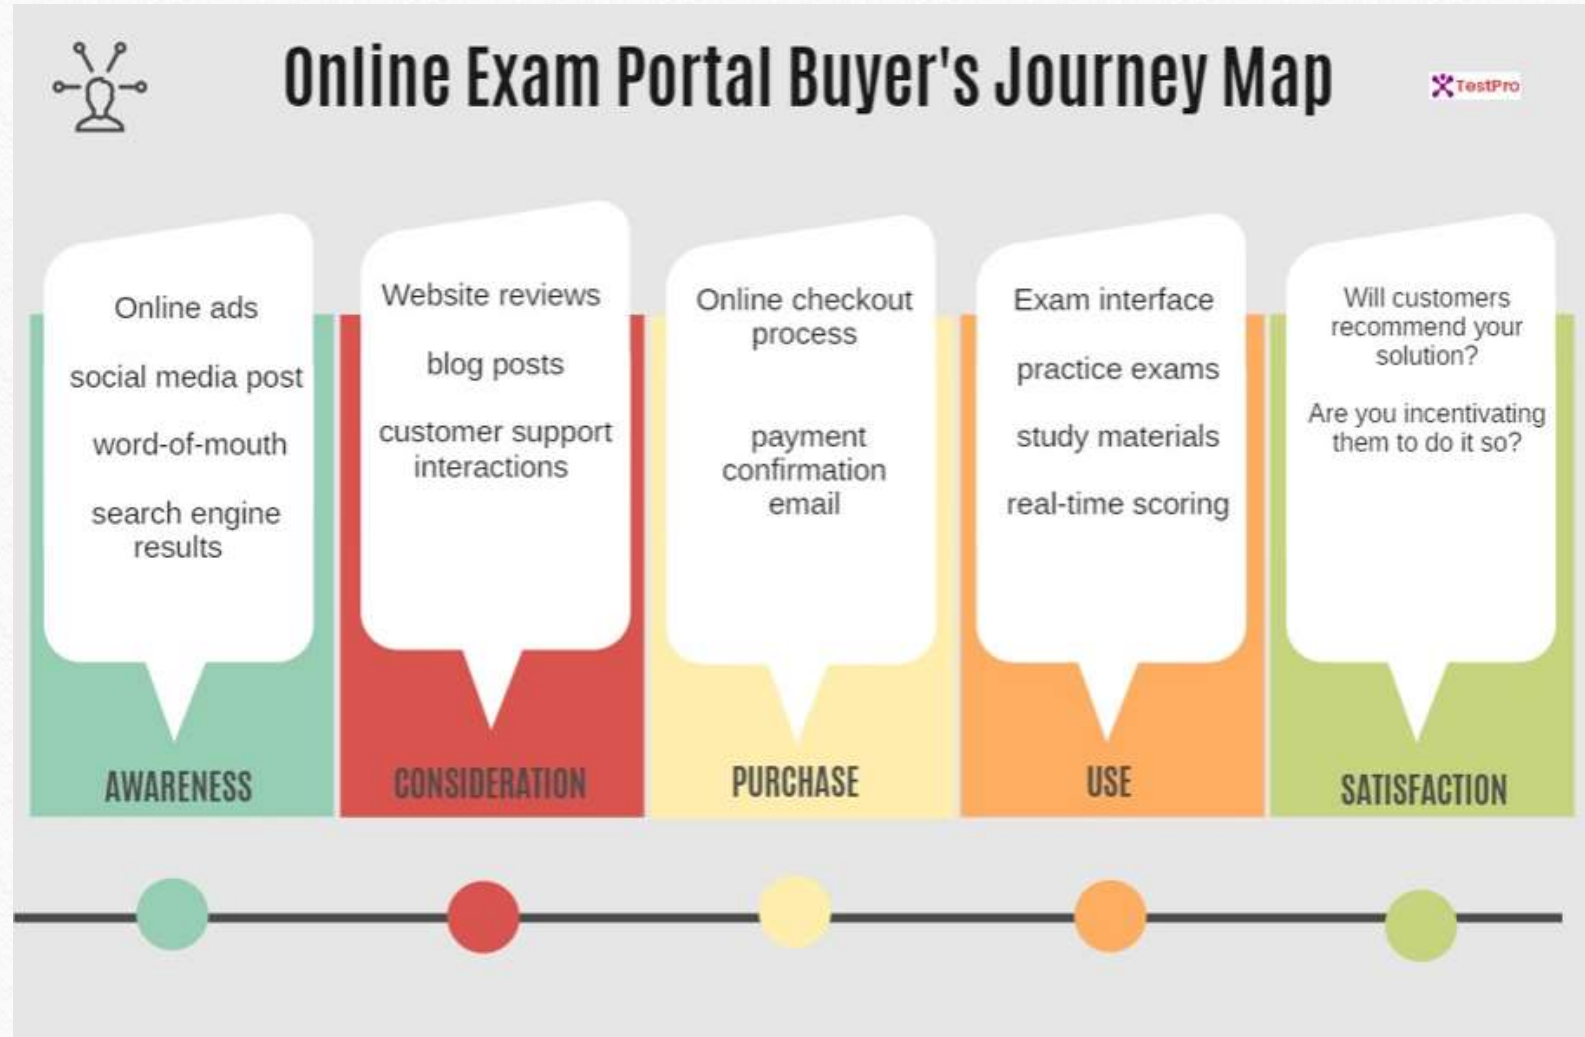 Online Exam Portal Buyer's Journey Map
TestPro
Online ads
social media post
word-of-mouth
search engine
results
AWARENESS
Website reviews
blog posts
customer support
interactions
CONSIDERATION
Online checkout
process
payment
confirmation
email
PURCHASE
Exam interface
practice exams
study materials
real-time scoring
USE
Will customers
recommend your
solution?
Are you incentivating
them to do it so?
SATISFACTION